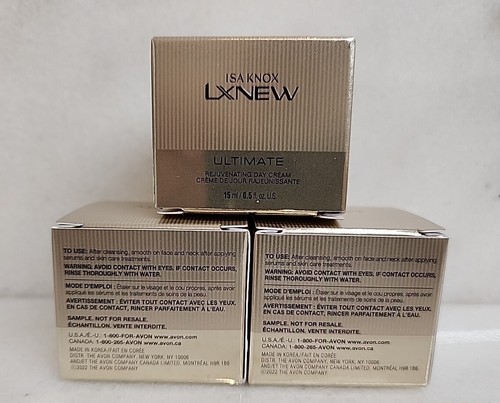 ISA KNOX
LXNEW
ULTIMATE
REJUVENATING DAY CREAM
CRÈME DE JOUR RAJEUNISSANTE
15 ml / 0.5 fl. oz. U.S.
TO USE: After cleansing, smooth on face and neck after applying
serums and skin care treatments.
WARNING: AVOID CONTACT WITH EYES. IF CONTACT OCCURS,
RINSE THOROUGHLY WITH WATER.
MODE D'EMPLOI : Étaler sur le visage et le cou propres, après avoir
appliqué les sérums et les traitements de soins de la peau.
AVERTISSEMENT : ÉVITER TOUT CONTACT AVEC LES YEUX.
EN CAS DE CONTACT, RINCER PARFAITEMENT À L'EAU.
SAMPLE. NOT FOR RESALE.
ÉCHANTILLON. VENTE INTERDITE.
U.S.A./É.-U.: 1-800-FOR-AVON www.avon.com
CANADA: 1-800-265-AVON www.avon.ca
MADE IN KOREA/FAIT EN CORÉE
DISTR. THE AVON COMPANY, NEW YORK, NY 10006
AND/ET THE AVON COMPANY CANADA LIMITED, MONTRÉAL H9R 1B6
©2022 THE AVON COMPANY
TO USE: After cleansing, smooth on face and neck after applying
serums and skin care treatments.
WARNING: AVOID CONTACT WITH EYES. IF CONTACT OCCURS,
RINSE THOROUGHLY WITH WATER.
MODE D'EMPLOI : Étaler sur le visage et le cou propres, après avoir
appliqué les sérums et les traitements de soins de la peau.
AVERTISSEMENT : ÉVITER TOUT CONTACT AVEC LES YEUX.
EN CAS DE CONTACT, RINCER PARFAITEMENT À L'EAU.
SAMPLE. NOT FOR RESALE.
ÉCHANTILLON. VENTE INTERDITE.
U.S.A./É.-U.: 1-800-FOR-AVON www.avon.com
CANADA: 1-800-265-AVON www.avon.ca
MADE IN KOREA/FAIT EN CORÉE
DISTR. THE AVON COMPANY, NEW YORK, NY 10006
AND/ET THE AVON COMPANY CANADA LIMITED, MONTRÉAL H9R 1B6
©2022 THE AVON COMPANY